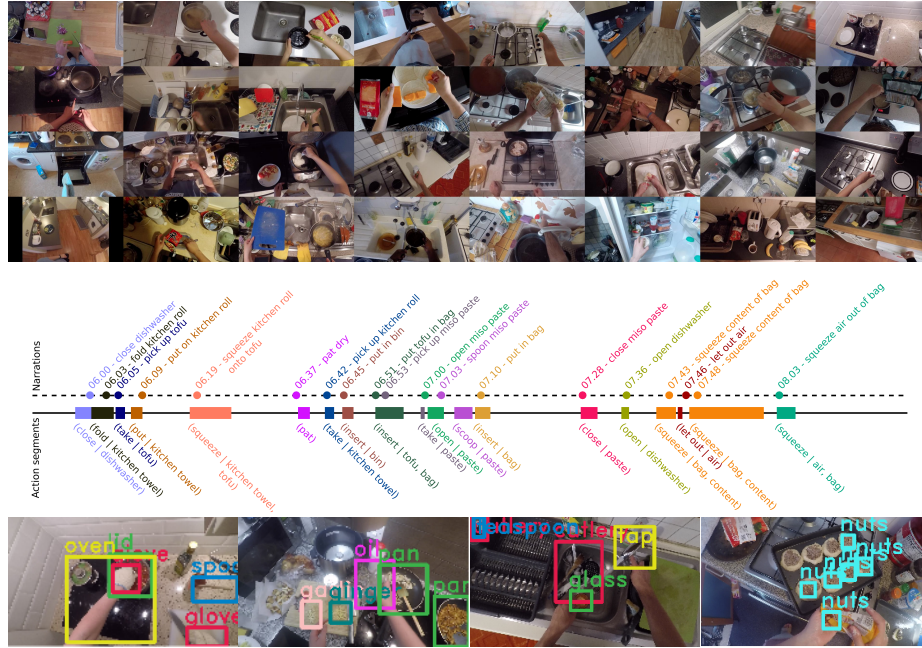 Narrations
06.00 - close dishwasher
06.03 - fold kitchen roll
06.05 - pick up tofu
06.09 - put on kitchen roll
06.19 - squeeze kitchen roll
onto tofu
06.37 - pat dry
06.42 - pick up kitchen roll
06.45 - put in bin
06.51 - put tofu in bag
06.53 - pick up miso paste
07.00 - open miso paste
07.03 - spoon miso paste
07.10 - put in bag
07.28 - close miso paste
07.36 - open dishwasher
07.43 - squeeze content of bag
07.46 - let out air
07.48 - squeeze content of bag
08.03 - squeeze air out of bag
Action segments
(close | dishwasher)
(fold | kitchen towel)
(take | tofu)
(put | kitchen towel)
(squeeze | kitchen towel,
tofu)
(pat)
(take | kitchen towel)
(insert | bin)
(insert | tofu, bag)
(take | paste)
(open | paste)
(scoop | paste)
(insert | bag)
(close | paste)
(open | dishwasher)
(squeeze | bag, content)
(let out | air)
(squeeze | bag, content)
(squeeze | air, bag)
oven
lid
glove
oil
pan
pan
tap
glass
nuts
nuts
nuts